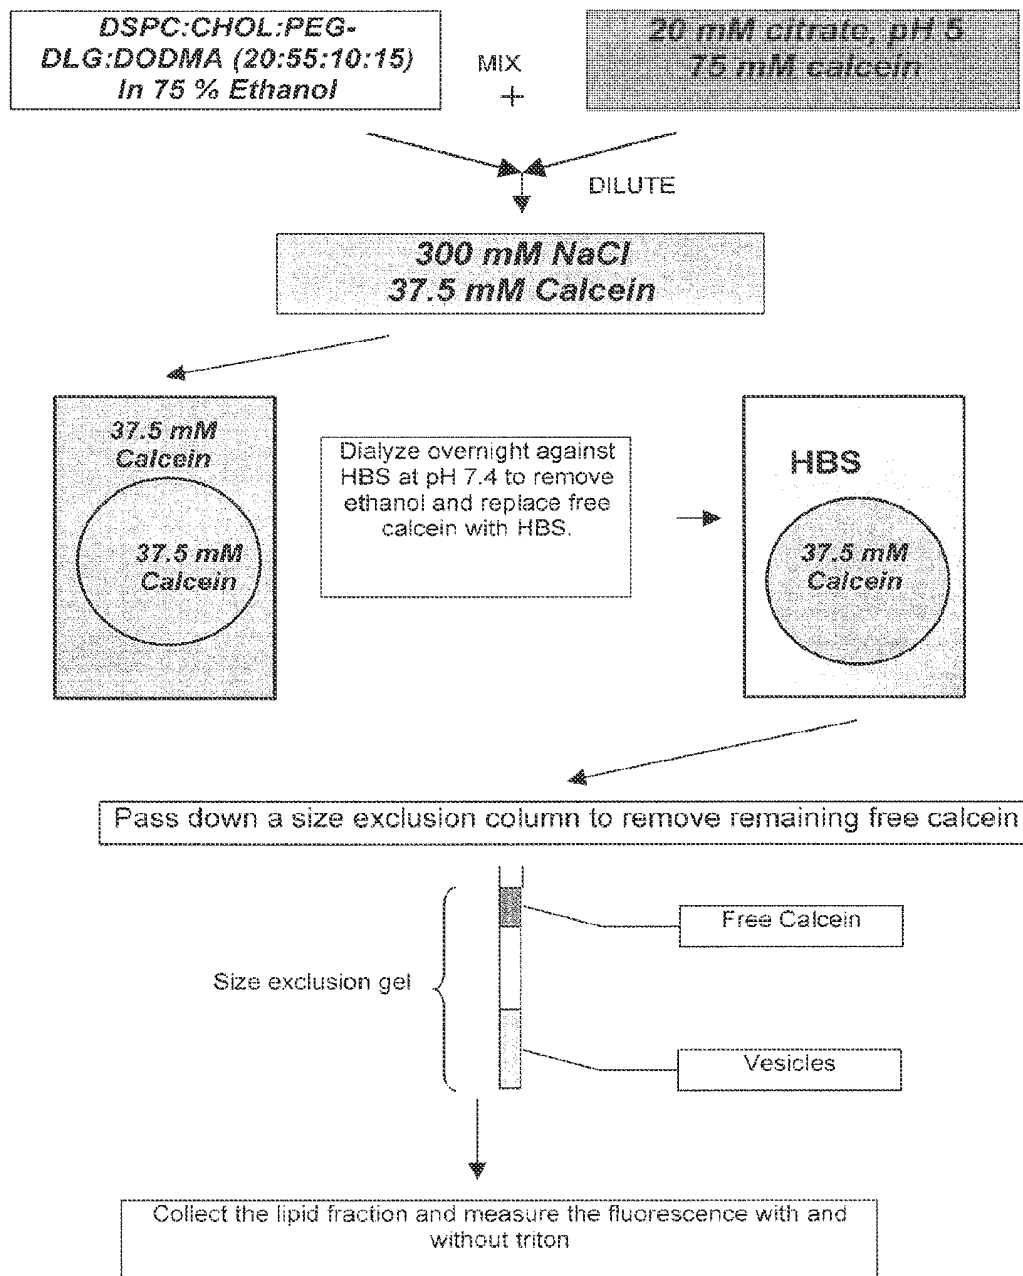 DSPC:CHOL:PEG-
DLG:DODMA (20:55:10:15)
In 75 % Ethanol
MIX
+
20 mM citrate, pH 5
75 mM calcein
DILUTE
300 mM NaCl
37.5 mM Calcein
37.5 mM
Calcein
37.5 mM
Calcein
Dialyze overnight against
HBS at pH 7.4 to remove
ethanol and replace free
calcein with HBS.
HBS
37.5 mM
Calcein
Pass down a size exclusion column to remove remaining free calcein
Free Calcein
Size exclusion gel
Vesicles
Collect the lipid fraction and measure the fluorescence with and
without triton